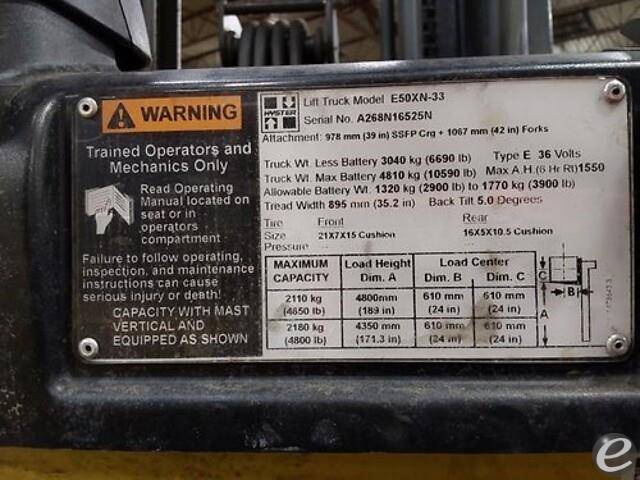 WARNING
Trained Operators and
Mechanics Only
Read Operating
Manual located on
seat or in
operators
compartment
Failure to follow operating,
inspection, and maintenance
instructions can cause
serious injury or death!
CAPACITY WITH MAST
VERTICAL AND
EQUIPPED AS SHOWN
HYSTER
Lift Truck Model E50XN-33
Serial No. A268N16525N
Attachment: 978 mm (39 in) SSFP Crg + 1067 mm (42 in) Forks
Truck Wt. Less Battery 3040 kg (6690 lb) Type E 36 Volts
Truck Wt. Max Battery 4810 kg (10590 lb) Max A.H.(6 Hr Rt)1550
Allowable Battery Wt. 1320 kg (2900 lb) to 1770 kg (3900 lb)
Tread Width 895 mm (35.2 in) Back Tilt 5.0 Degrees
Tire Front Rear
Size 21X7X15 Cushion 16X5X10.5 Cushion
Pressure
MAXIMUM CAPACITY Load Height Dim. A Load Center Dim. B Dim. C
2110 kg 4800mm 610 mm 610 mm
(4650 lb) (189 in) (24 in) (24 in)
2180 kg 4350 mm 610 mm 610 mm
(4800 lb) (171.3 in) (24 in) (24 in)
C
B
A
e